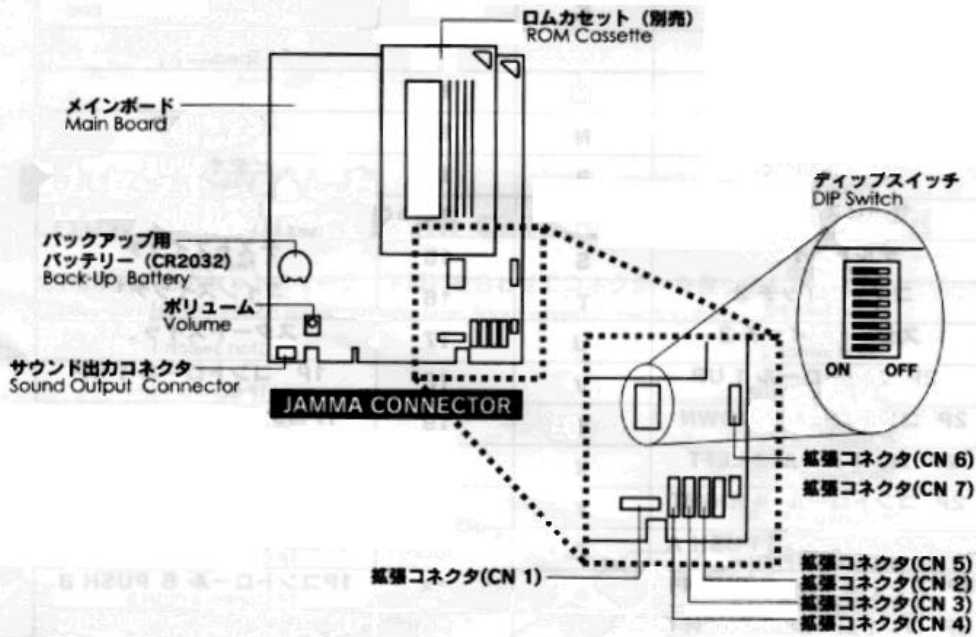 ロムカセット（別売）
ROM Cassette
メインボード
Main Board
ディップスイッチ
DIP Switch
バックアップ用
バッテリー（CR2032）
Back-Up Battery
ボリューム
Volume
サウンド出力コネクタ
Sound Output Connector
JAMMA CONNECTOR
ON OFF
拡張コネクタ(CN 6)
拡張コネクタ(CN 7)
拡張コネクタ(CN 1)
拡張コネクタ(CN 5)
拡張コネクタ(CN 2)
拡張コネクタ(CN 3)
拡張コネクタ(CN 4)